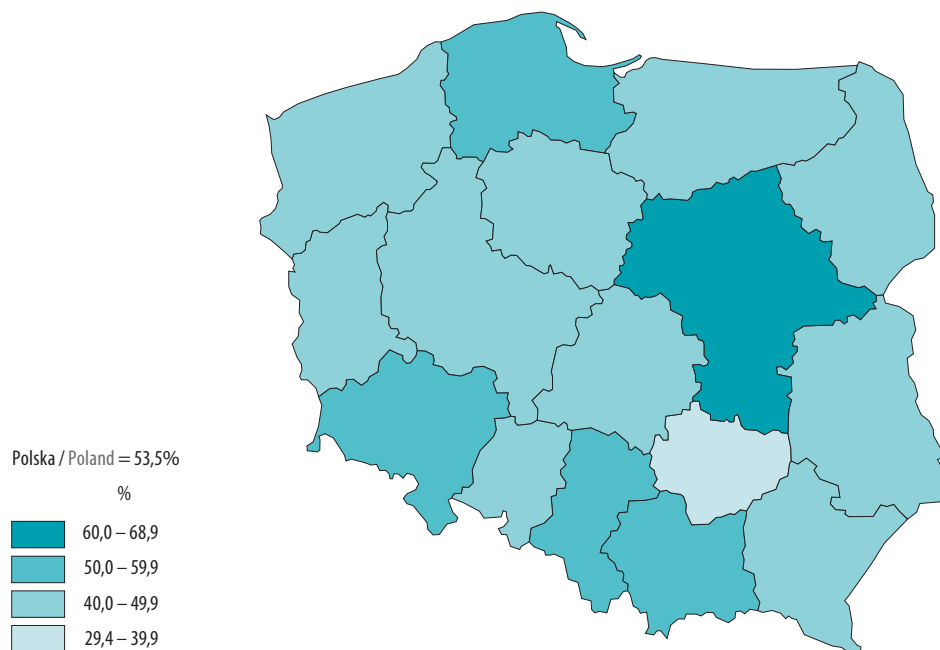 Polska / Poland = 53,5%
%
60,0 – 68,9
50,0 – 59,9
40,0 – 49,9
29,4 – 39,9